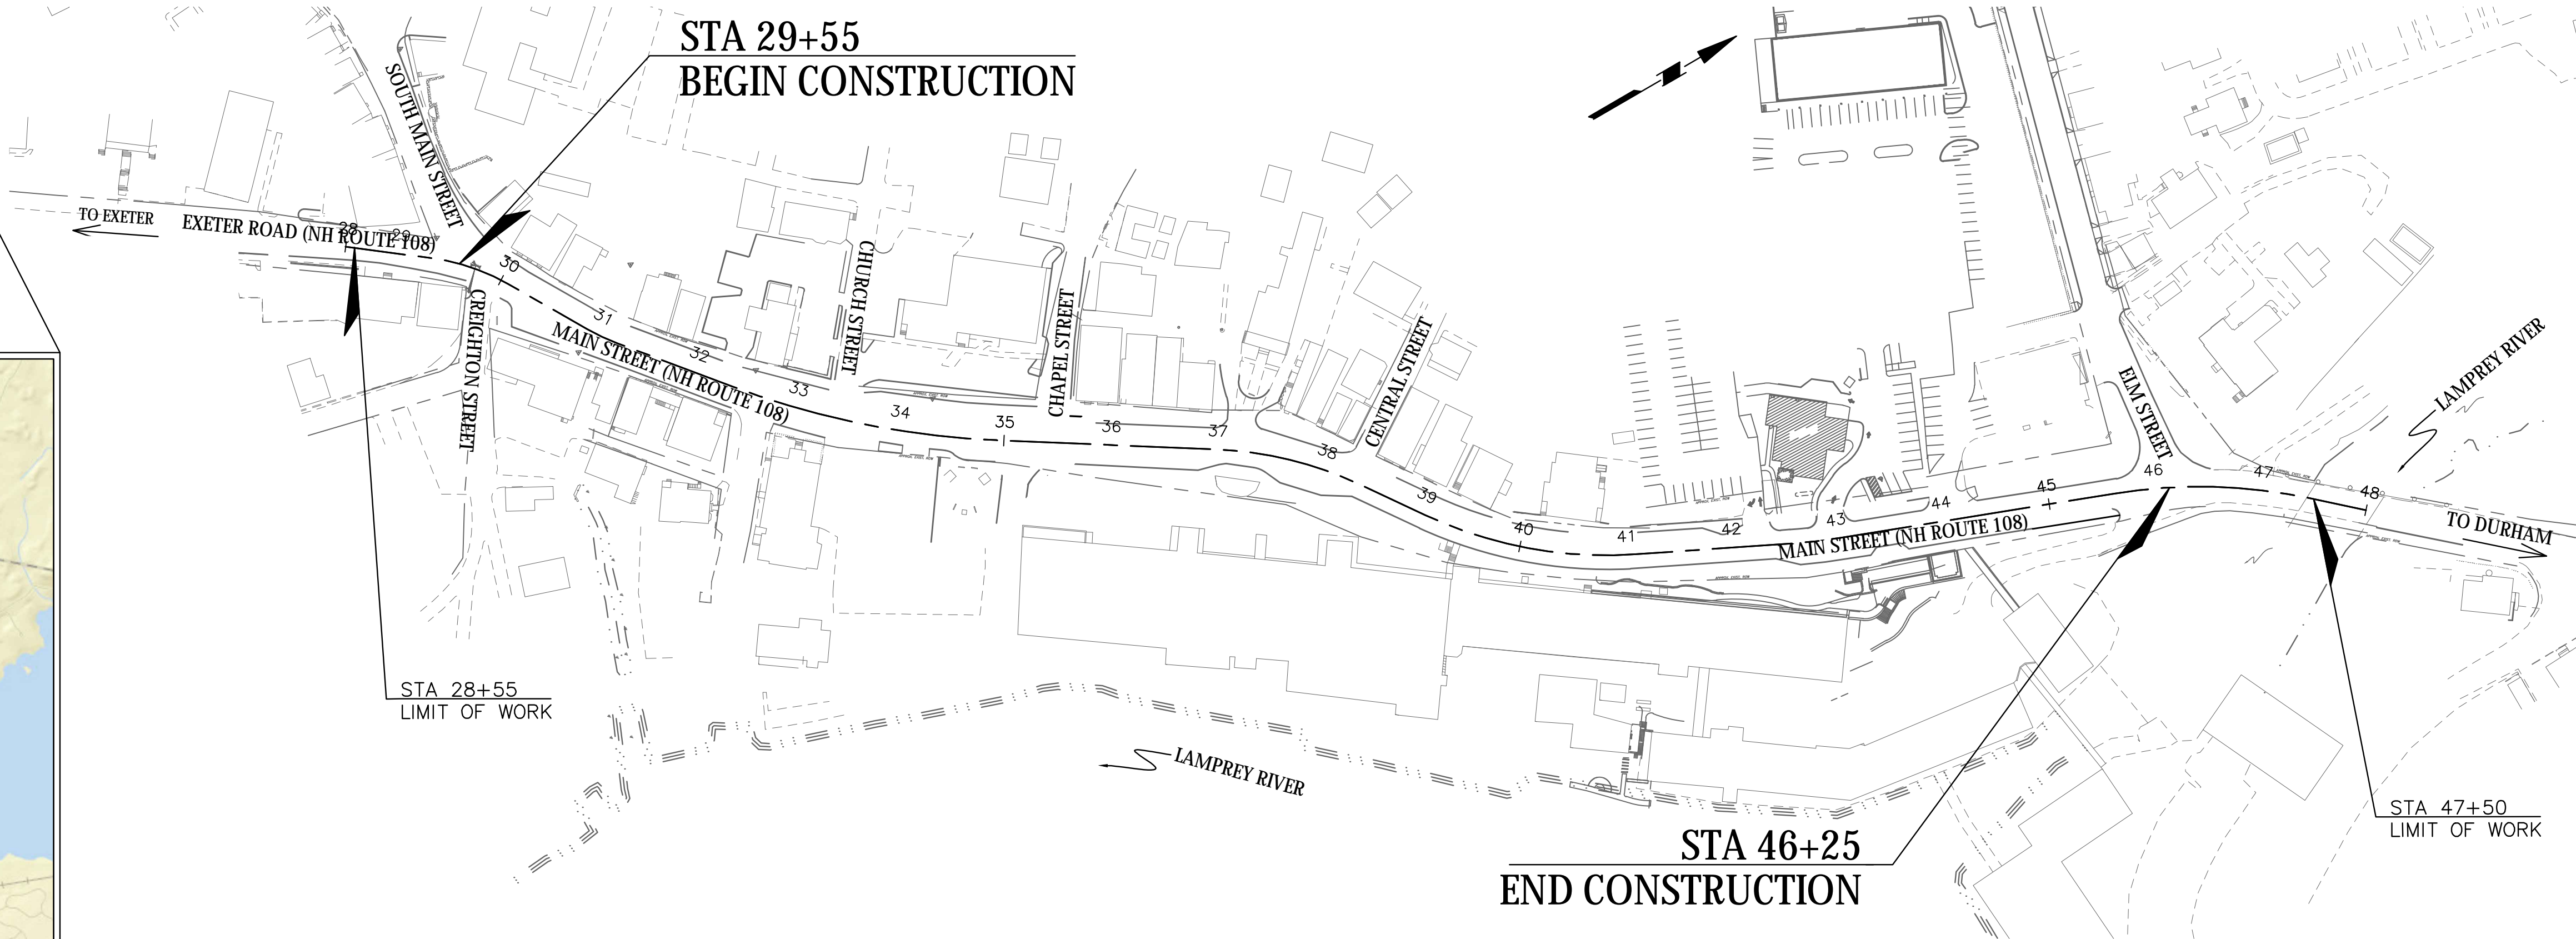 STA 29+55
BEGIN CONSTRUCTION
SOUTH MAIN STREET
TO EXETER
EXETER ROAD (NH ROUTE 108)
28
29
30
31
32
33
34
35
36
37
38
39
40
41
42
43
44
45
46
47
48
CREIGHTON STREET
MAIN STREET (NH ROUTE 108)
CHURCH STREET
CHAPEL STREET
CENTRAL STREET
MAIN STREET (NH ROUTE 108)
ELM STREET
LAMPREY RIVER
TO DURHAM
STA 28+55
LIMIT OF WORK
LAMPREY RIVER
STA 46+25
END CONSTRUCTION
STA 47+50
LIMIT OF WORK